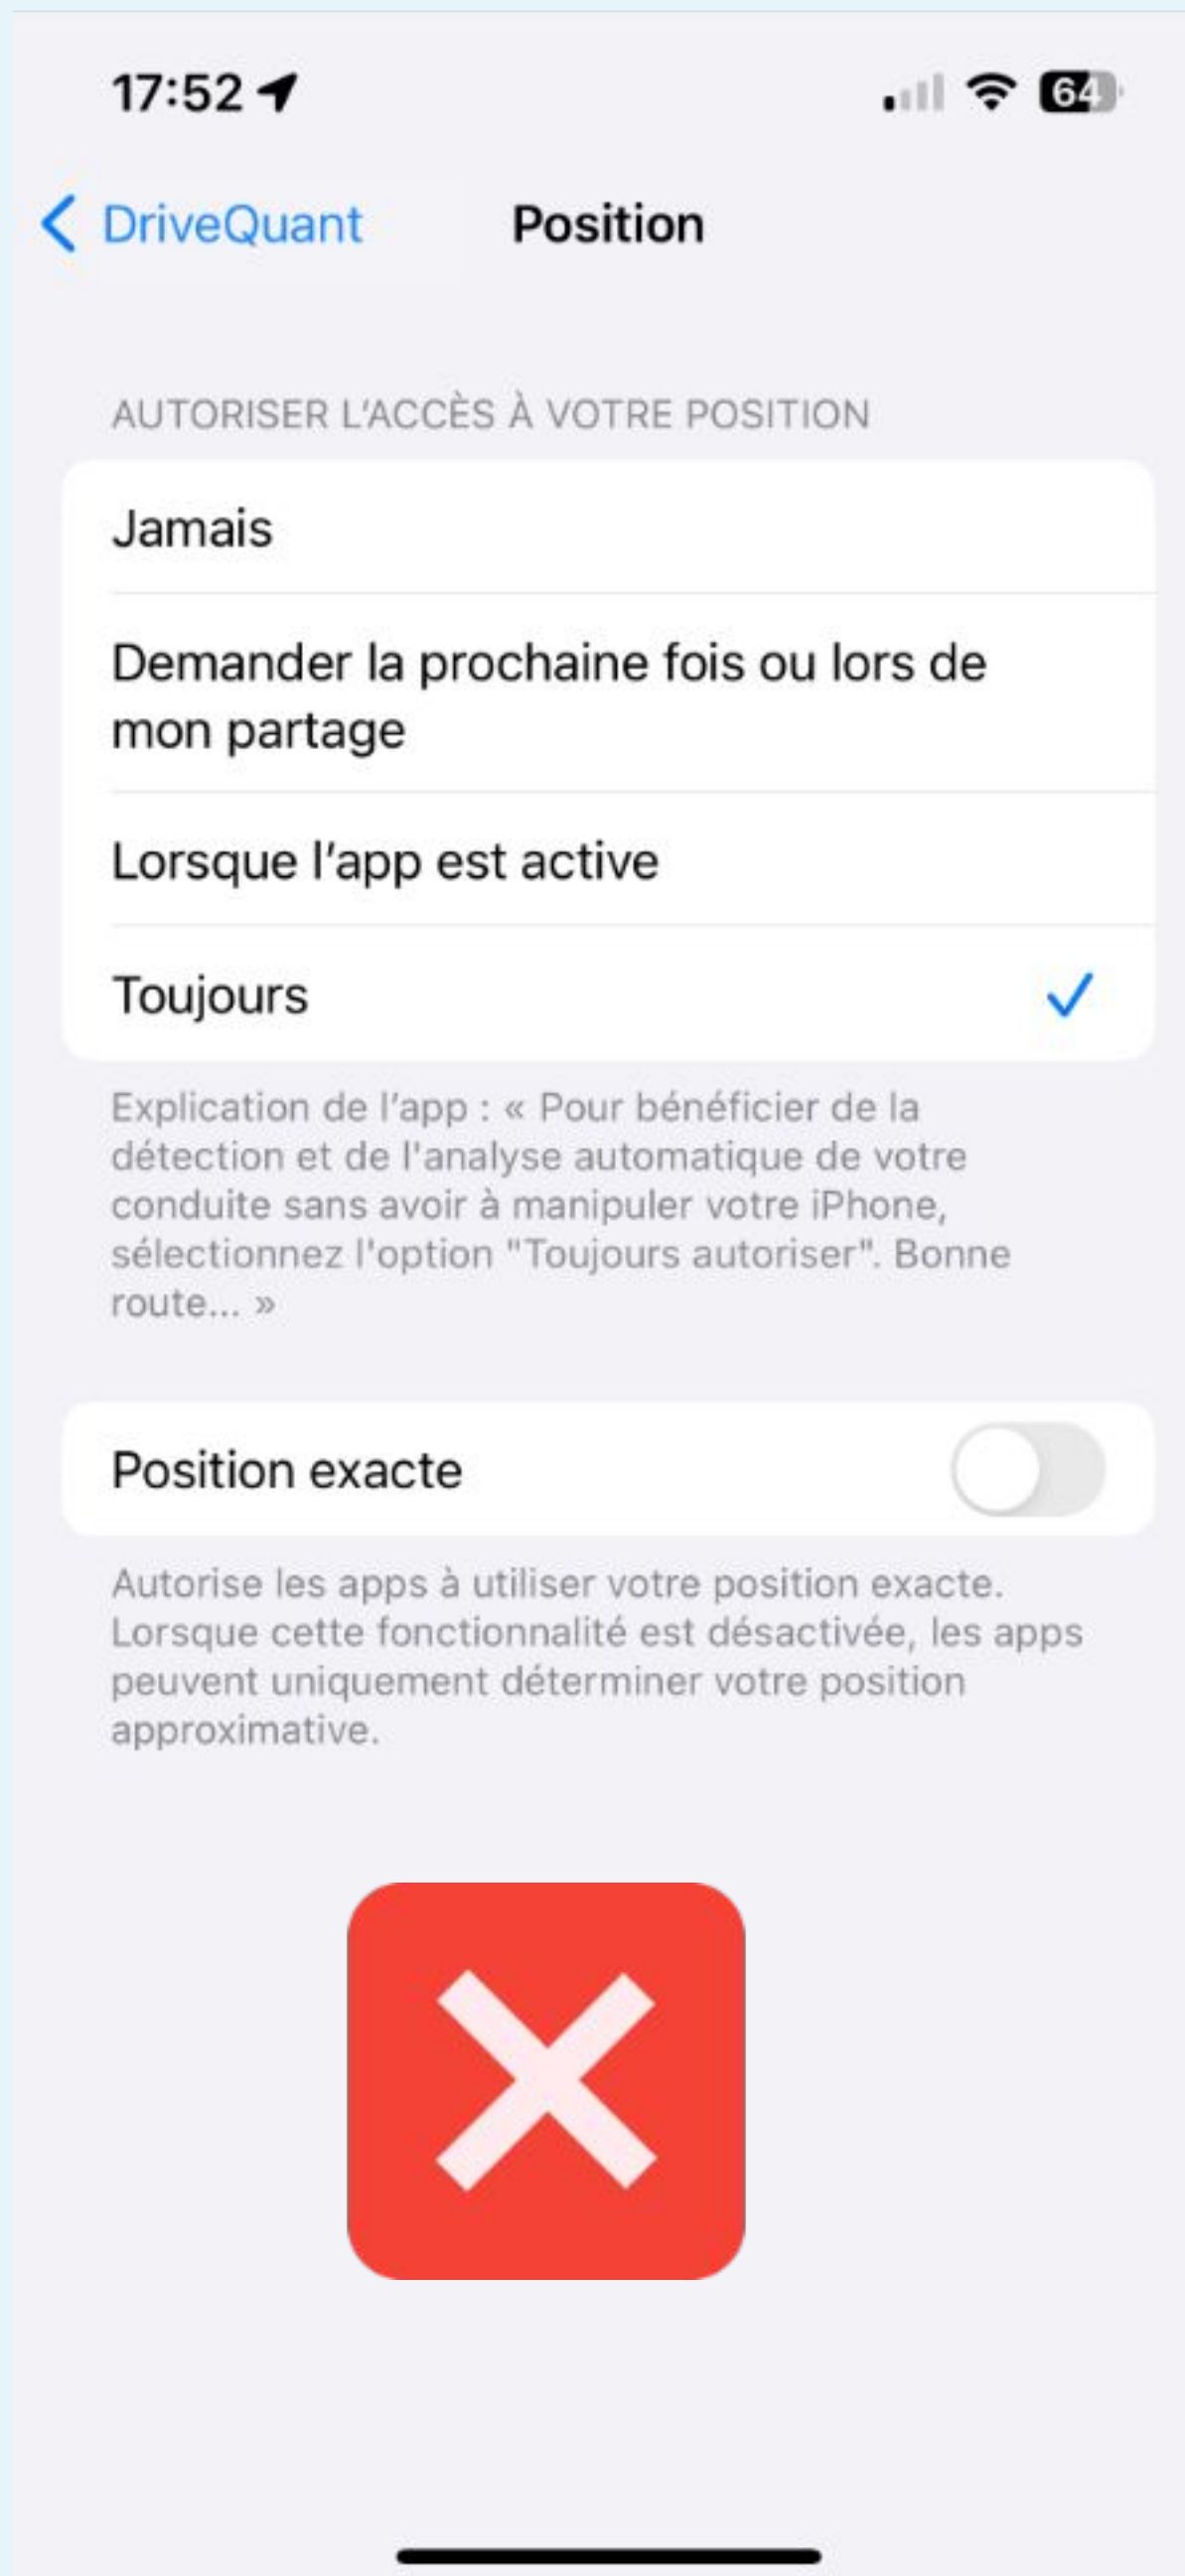 17:52
64
DriveQuant
Position
AUTORISER L’ACCÈS À VOTRE POSITION
Jamais
Demander la prochaine fois ou lors de
mon partage
Lorsque l’app est active
Toujours
Explication de l’app : « Pour bénéficier de la
détection et de l'analyse automatique de votre
conduite sans avoir à manipuler votre iPhone,
sélectionnez l'option "Toujours autoriser". Bonne
route... »
Position exacte
Autorise les apps à utiliser votre position exacte.
Lorsque cette fonctionnalité est désactivée, les apps
peuvent uniquement déterminer votre position
approximative.